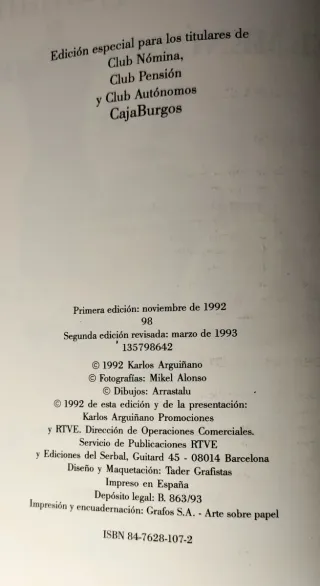 Edición especial para los titulares de
Club Nómina,
Club Pensión
y Club Autónomos
CajaBurgos
Primera edición: noviembre de 1992
98
Segunda edición revisada: marzo de 1993
135798642
© 1992 Karlos Arguiñano
© Fotografías: Mikel Alonso
© Dibujos: Arrastalu
© 1992 de esta edición y de la presentación:
Karlos Arguiñano Promociones
y RTVE. Dirección de Operaciones Comerciales.
Servicio de Publicaciones RTVE
y Ediciones del Serbal, Guitard 45 - 08014 Barcelona
Diseño y Maquetación: Tader Grafistas
Impreso en España
Depósito legal: B. 863/93
Impresión y encuadernación: Grafos S.A. - Arte sobre papel
ISBN 84-7628-107-2